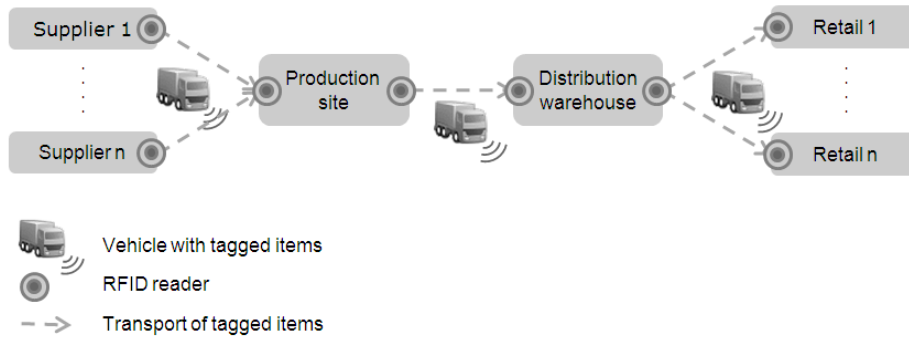 Supplier 1
Retail 1
Production
site
Distribution
warehouse
Supplier n
Retail n
Vehicle with tagged items
RFID reader
Transport of tagged items